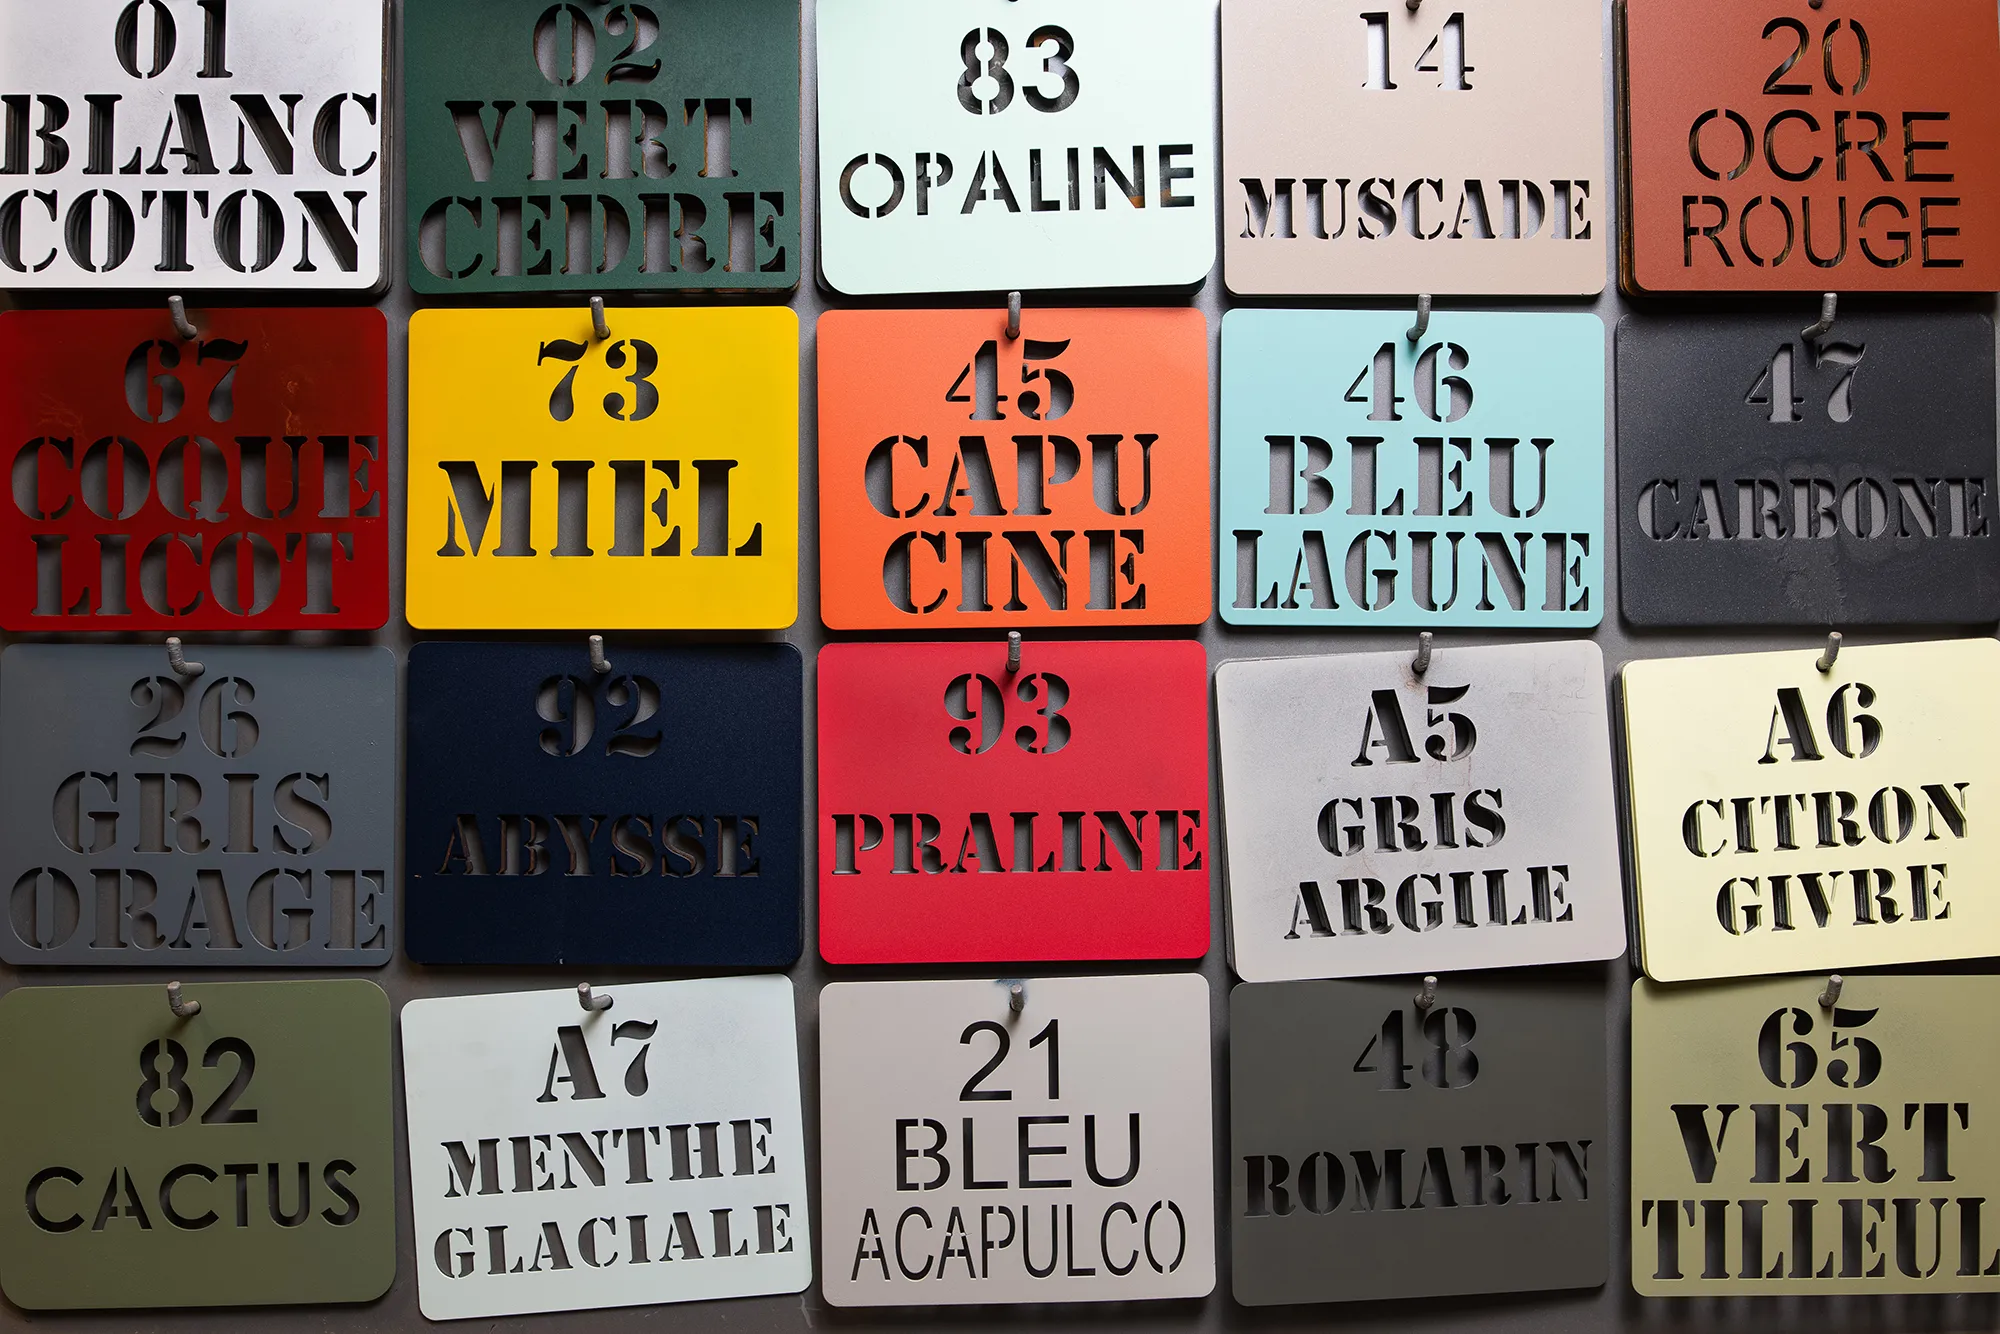 01
BLANC
COTON
02
VERT
CEDRE
83
OPALINE
14
MUSCADE
20
OCRE
ROUGE
67
COQUE
LICOT
73
MIEL
45
CAPU
CINE
46
BLEU
LAGUNE
47
CARBONE
26
GRIS
ORAGE
92
ABYSSE
93
PRALINE
A5
GRIS
ARGILE
A6
CITRON
GIVRE
82
CACTUS
A7
MENTHE
GLACIALE
21
BLEU
ACAPULCO
48
ROMARIN
65
VERT
TILLEUL